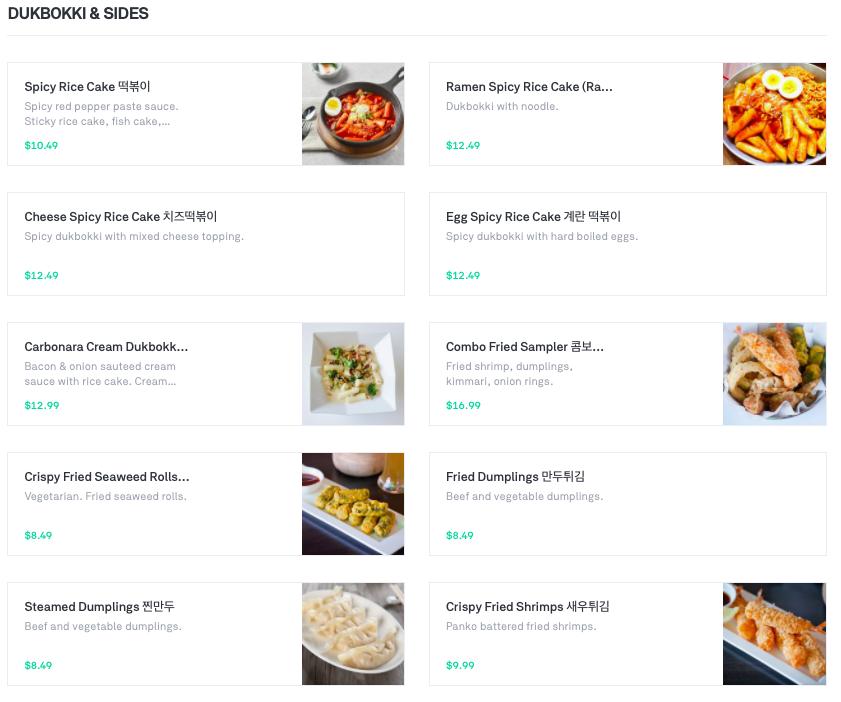 DUKBOKKI & SIDES
Spicy Rice Cake 떡볶이
Spicy red pepper paste sauce.
Sticky rice cake, fish cake,...
$10.49
Ramen Spicy Rice Cake (Ra...
Dukbokki with noodle.
$12.49
Cheese Spicy Rice Cake 치즈떡볶이
Spicy dukbokki with mixed cheese topping.
$12.49
Egg Spicy Rice Cake 계란 떡볶이
Spicy dukbokki with hard boiled eggs.
$12.49
Carbonara Cream Dukbokk...
Bacon & onion sauteed cream
sauce with rice cake. Cream...
$12.99
Combo Fried Sampler 콤보...
Fried shrimp, dumplings,
kimmari, onion rings.
$16.99
Crispy Fried Seaweed Rolls...
Vegetarian. Fried seaweed rolls.
$8.49
Fried Dumplings 만두튀김
Beef and vegetable dumplings.
$8.49
Steamed Dumplings 찐만두
Beef and vegetable dumplings.
$8.49
Crispy Fried Shrimps 새우튀김
Panko battered fried shrimps.
$9.99